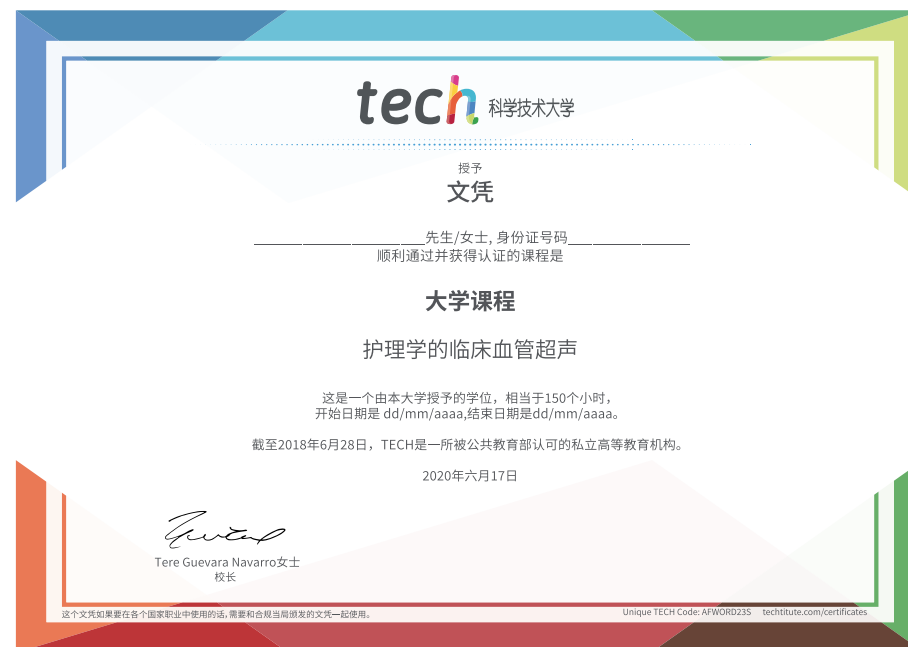 tech 科学技术大学
授予
文凭
______________________先生/女士, 身份证号码_______________
顺利通过并获得认证的课程是
大学课程
护理学的临床血管超声
这是一个由本大学授予的学位，相当于150个小时，
开始日期是 dd/mm/aaaa,结束日期是dd/mm/aaaa。
截至2018年6月28日，TECH是一所被公共教育部认可的私立高等教育机构。
2020年六月17日
Tere Guevara Navarro女士
校长
这个文凭如果要在各个国家职业中使用的话, 需要和合规当局颁发的文凭一起使用。
Unique TECH Code: AFWORD23S techtitute.com/certificates